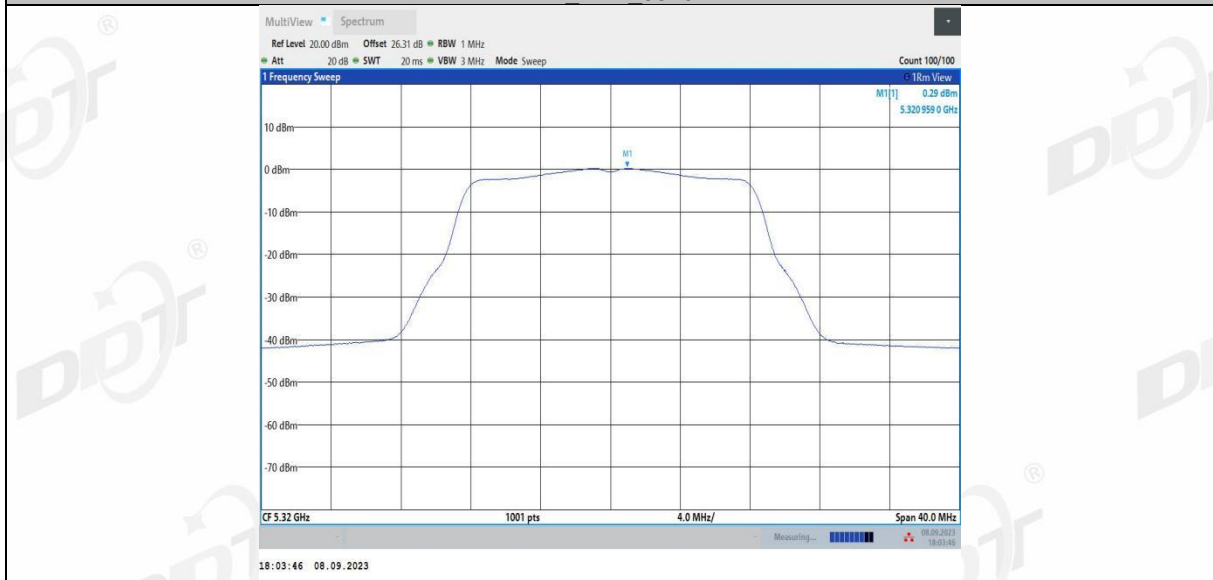 MultiView Spectrum
Ref Level 20.00 dBm Offset 26.31 dB RBW 1 MHz
Att 20 dB SWT 20 ms VBW 3 MHz Mode Sweep Count 100/100
1 Frequency Sweep 1Rm View
M1[1] 0.29 dBm
5.320 959 0 GHz
10 dBm
M1
0 dBm
-10 dBm
-20 dBm
-30 dBm
-40 dBm
-50 dBm
-60 dBm
-70 dBm
CF 5.32 GHz 1001 pts 4.0 MHz/ Span 40.0 MHz
Measuring... 08.09.2023
18:03:46
18:03:46 08.09.2023